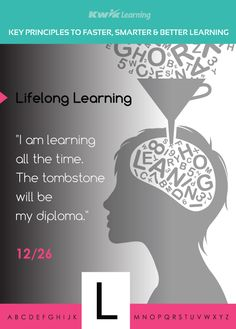 Kwik Learning
KEY PRINCIPLES TO FASTER, SMARTER & BETTER LEARNING
Lifelong Learning
"I am learning
all the time.
The tombstone
will be
my diploma."
12/26
L
ABCDEFGHIJK MNOPQRSTUVWXYZ